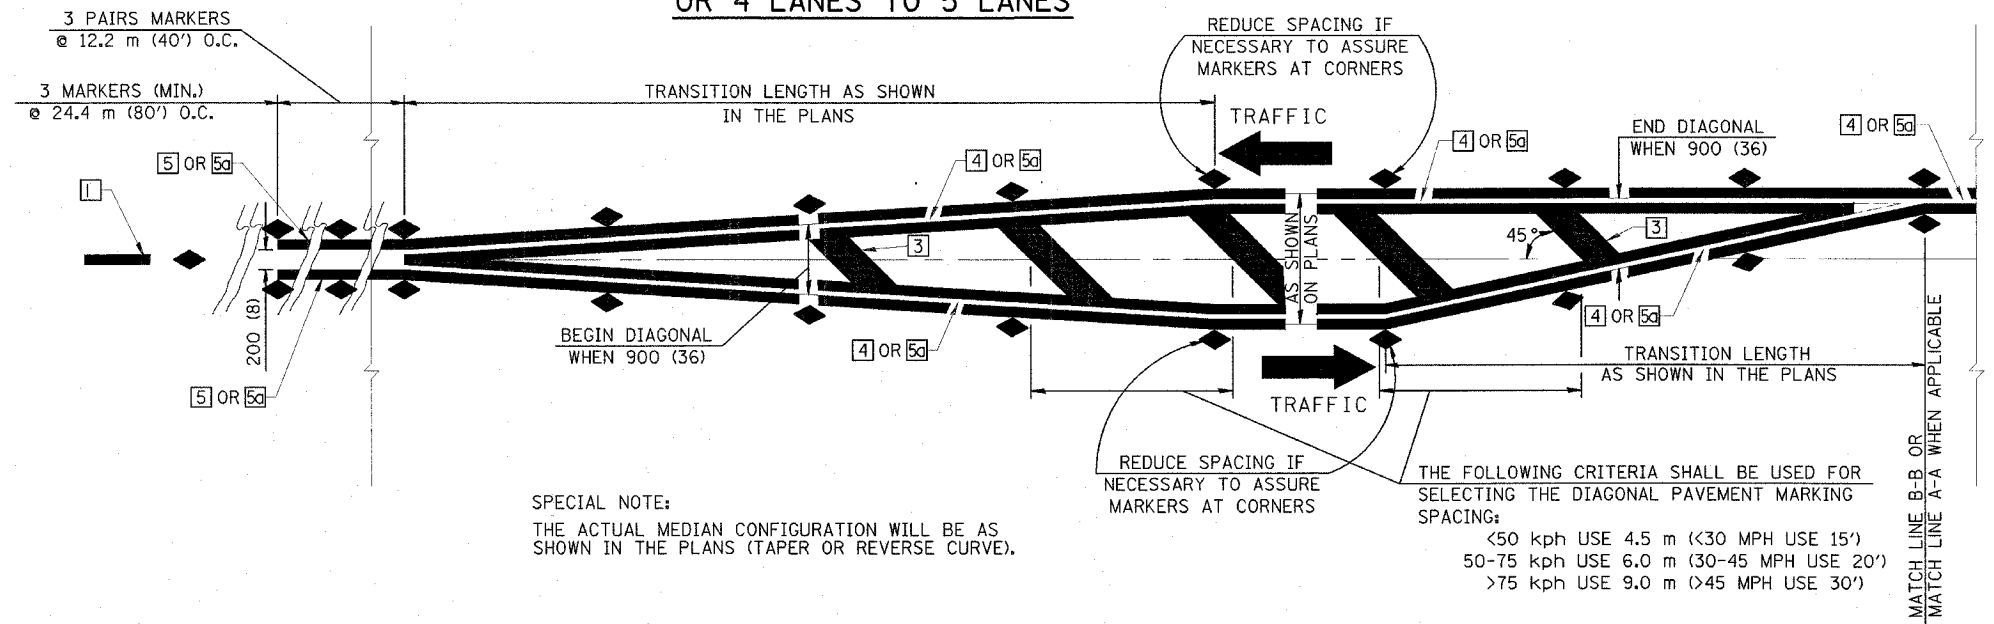 OR 4 LANES TO 5 LANES
3 PAIRS MARKERS
@ 12.2 m (40') O.C.
3 MARKERS (MIN.)
@ 24.4 m (80') O.C.
TRANSITION LENGTH AS SHOWN
IN THE PLANS
REDUCE SPACING IF
NECESSARY TO ASSURE
MARKERS AT CORNERS
TRAFFIC
END DIAGONAL
WHEN 900 (36)
4 OR 5a
4 OR 5a
4 OR 5a
5 OR 5a
1
3
3
45°
AS SHOWN
ON PLANS
200 (8)
BEGIN DIAGONAL
WHEN 900 (36)
4 OR 5a
4 OR 5a
5 OR 5a
TRANSITION LENGTH
AS SHOWN IN THE PLANS
TRAFFIC
REDUCE SPACING IF
NECESSARY TO ASSURE
MARKERS AT CORNERS
THE FOLLOWING CRITERIA SHALL BE USED FOR
SELECTING THE DIAGONAL PAVEMENT MARKING
SPACING:
<50 kph USE 4.5 m (<30 MPH USE 15')
50-75 kph USE 6.0 m (30-45 MPH USE 20')
>75 kph USE 9.0 m (>45 MPH USE 30')
SPECIAL NOTE:
THE ACTUAL MEDIAN CONFIGURATION WILL BE AS
SHOWN IN THE PLANS (TAPER OR REVERSE CURVE).
MATCH LINE B-B OR
MATCH LINE A-A WHEN APPLICABLE